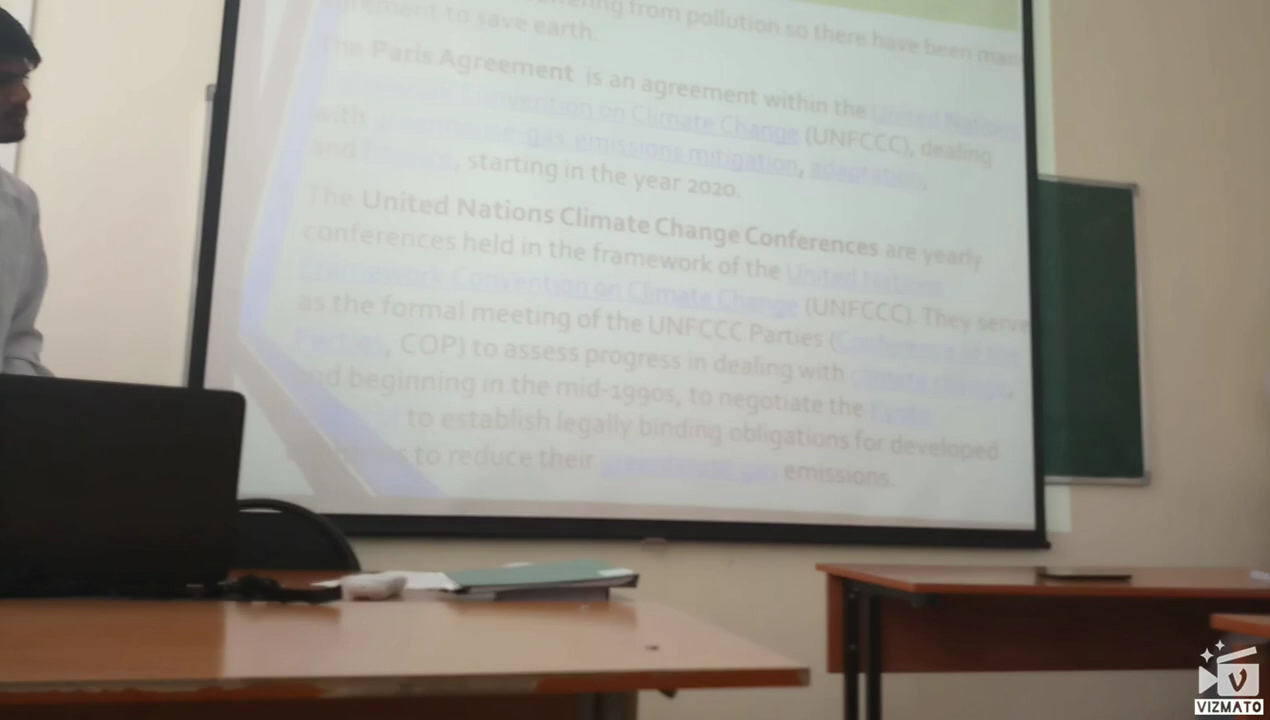 from pollution so there have been man
to save earth.
The Paris Agreement is an agreement within the United Nations
Framework Convention on Climate Change (UNFCCC), dealing
with greenhouse gas emissions mitigation, adaptation,
and finance, starting in the year 2020.
The United Nations Climate Change Conferences are yearly
conferences held in the framework of the United Nations
Framework Convention on Climate Change (UNFCCC). They serve
as the formal meeting of the UNFCCC Parties (Conference of the
Parties, COP) to assess progress in dealing with climate change,
and beginning in the mid-1990s, to negotiate the Kyoto
to establish legally binding obligations for developed
to reduce their greenhouse gas emissions.
VIZMATO